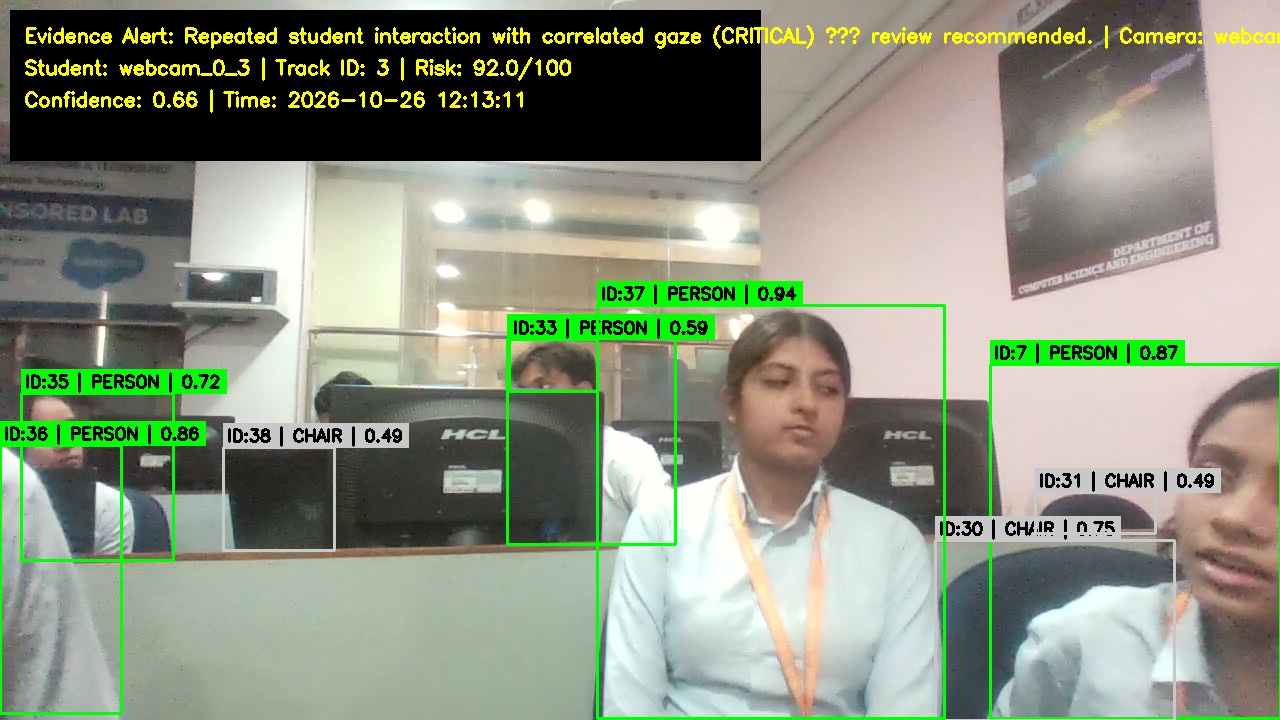 Evidence Alert: Repeated student interaction with correlated gaze (CRITICAL) ??? review recommended. | Camera: webca
Student: webcam_0_3 | Track ID: 3 | Risk: 92.0/100
Confidence: 0.66 | Time: 2026-10-26 12:13:11
NSORED LAB
DEPARTMENT OF
COMPUTER SCIENCE AND ENGINEERING
ID:37 | PERSON | 0.94
ID:33 | PERSON | 0.59
ID:7 | PERSON | 0.87
ID:35 | PERSON | 0.72
ID:36 | PERSON | 0.86
ID:38 | CHAIR | 0.49
HCL
HCL
HCL
ID:31 | CHAIR | 0.49
ID:30 | CHAIR | 0.75